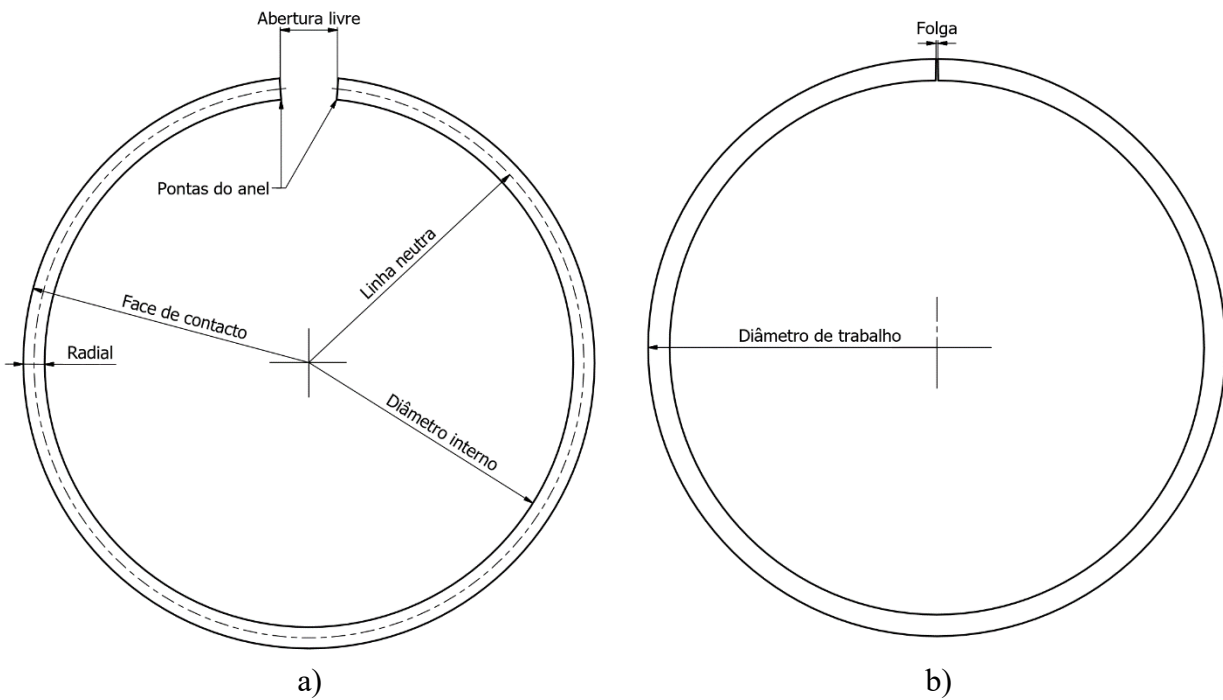 Abertura livre
Pontas do anel
Linha neutra
Face de contacto
Radial
Diâmetro interno
a)
Folga
Diâmetro de trabalho
b)